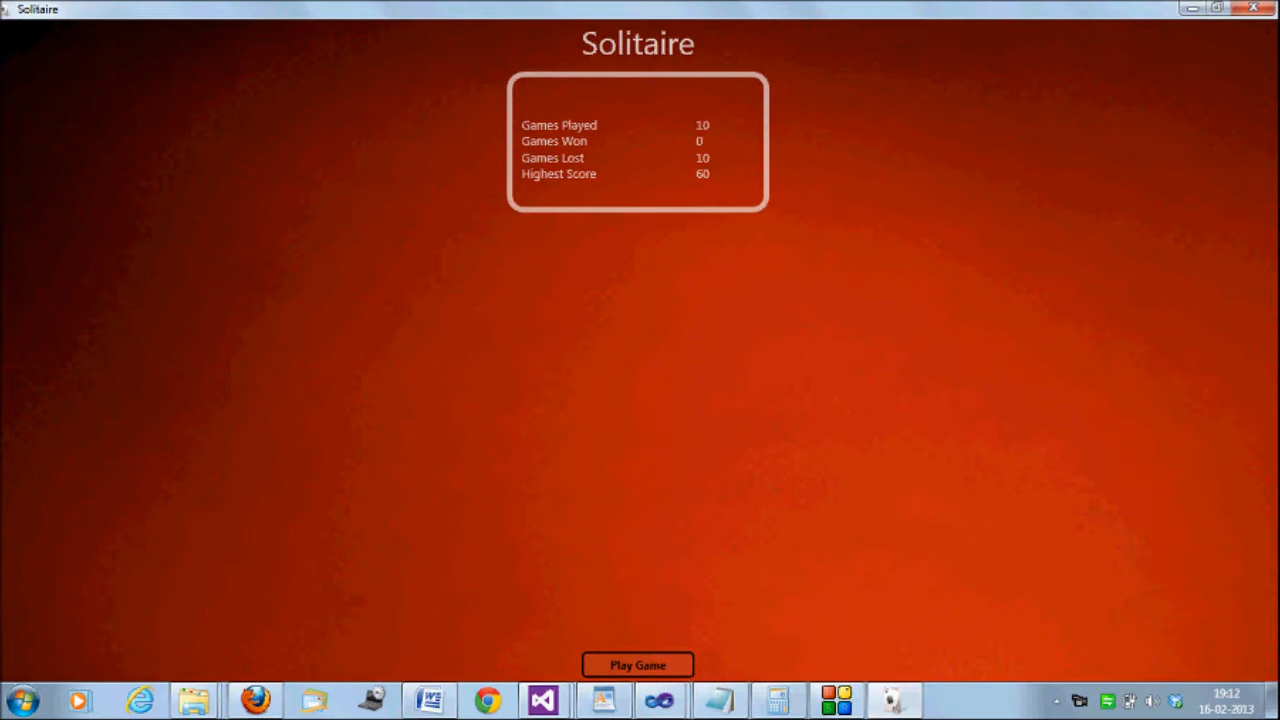 Solitaire
Solitaire
Games Played 10
Games Won 0
Games Lost 10
Highest Score 60
Play Game
19:12
16-02-2013